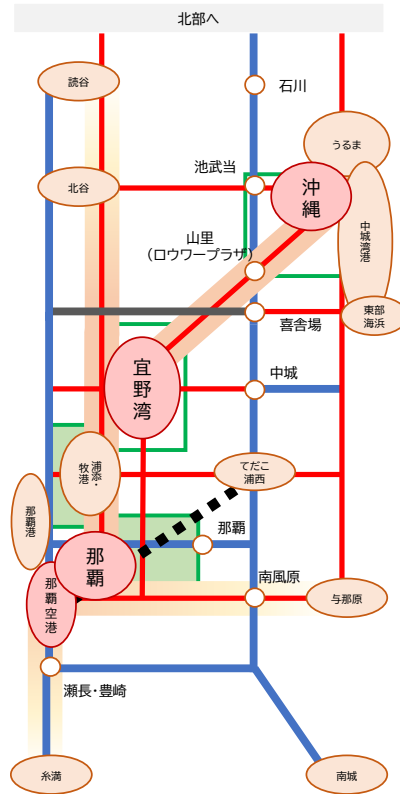 北部へ
読谷
石川
うるま
池武当
北谷
沖
縄
山里
(ロウワープラザ)
中城湾港
喜舎場
東部
海浜
宜
野
湾
中城
浦添・
牧港
てだこ
浦西
那覇港
那覇
那
覇
那
覇
空
港
南風原
与那原
瀬長・豊崎
糸満
南城